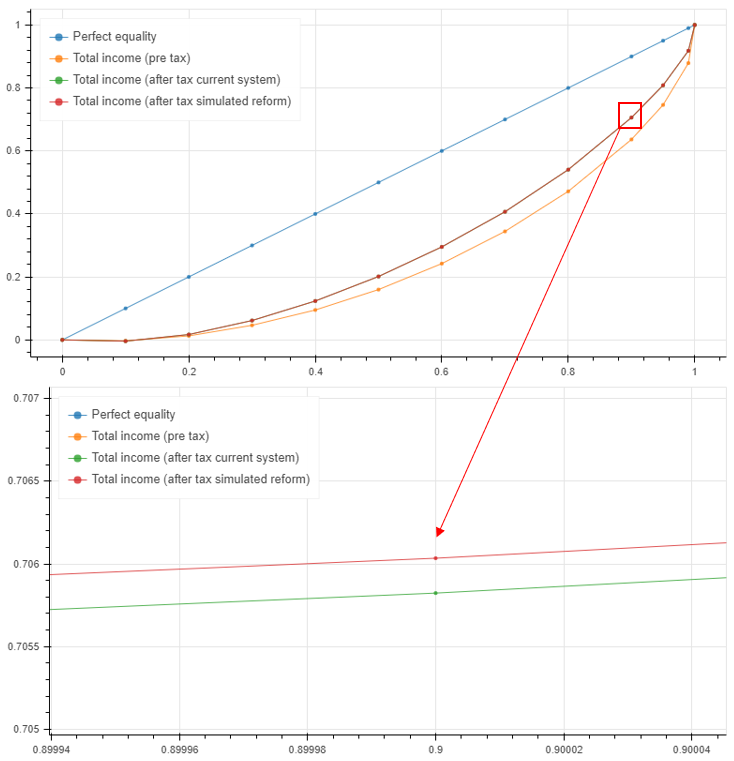 1
0.8
0.6
0.4
0.2
0
Perfect equality
Total income (pre tax)
Total income (after tax current system)
Total income (after tax simulated reform)
0 0.2 0.4 0.6 0.8 1
0.707
0.7065
0.706
0.7055
0.705
Perfect equality
Total income (pre tax)
Total income (after tax current system)
Total income (after tax simulated reform)
0.89994 0.89996 0.89998 0.9 0.90002 0.90004